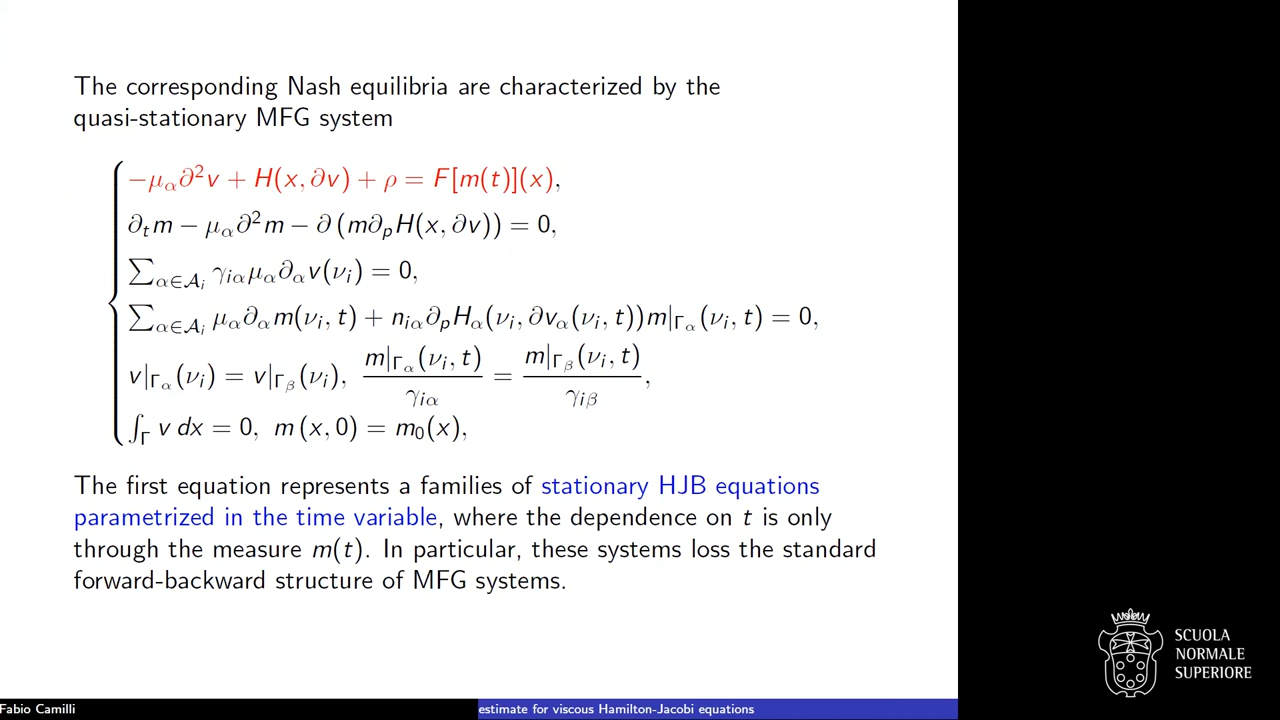 The corresponding Nash equilibria are characterized by the
quasi-stationary MFG system
−μ_α∂²v + H(x, ∂v) + ρ = F[m(t)](x),
∂_t m − μ_α∂²m − ∂ (m∂_pH(x, ∂v)) = 0,
∑_{α∈𝒜_i} γ_{iα}μ_α∂_αv(ν_i) = 0,
∑_{α∈𝒜_i} μ_α∂_αm(ν_i, t) + n_{iα}∂_pH_α(ν_i, ∂v_α(ν_i, t))m|_{Γ_α}(ν_i, t) = 0,
v|_{Γ_α}(ν_i) = v|_{Γ_β}(ν_i), m|_{Γ_α}(ν_i, t)/γ_{iα} = m|_{Γ_β}(ν_i, t)/γ_{iβ},
∫_Γ v dx = 0, m (x, 0) = m_0(x),
The first equation represents a families of stationary HJB equations
parametrized in the time variable, where the dependence on t is only
through the measure m(t). In particular, these systems loss the standard
forward-backward structure of MFG systems.
SCUOLA
NORMALE
SUPERIORE
Fabio Camilli
estimate for viscous Hamilton-Jacobi equations